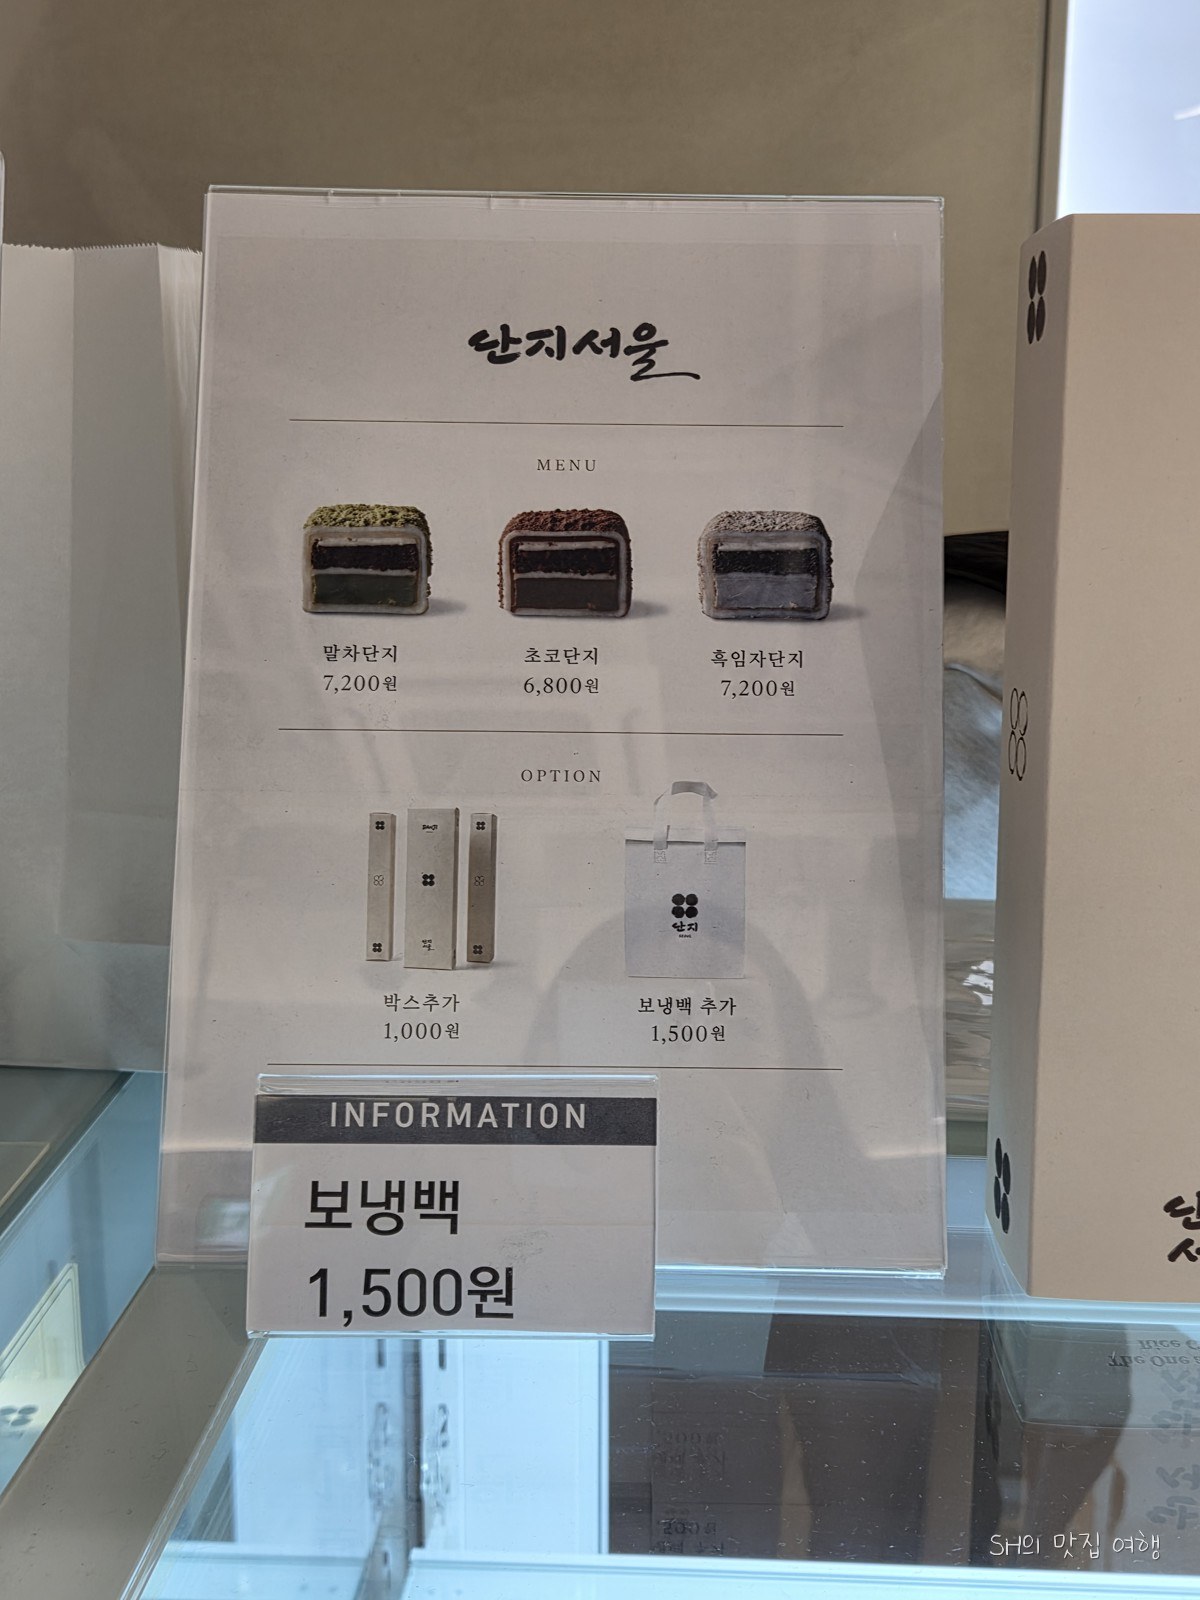 단지서울
MENU
말차단지
7,200원
초코단지
6,800원
흑임자단지
7,200원
OPTION
단지
박스추가
1,000원
보냉백 추가
1,500원
INFORMATION
보냉백
1,500원
SH의 맛집 여행